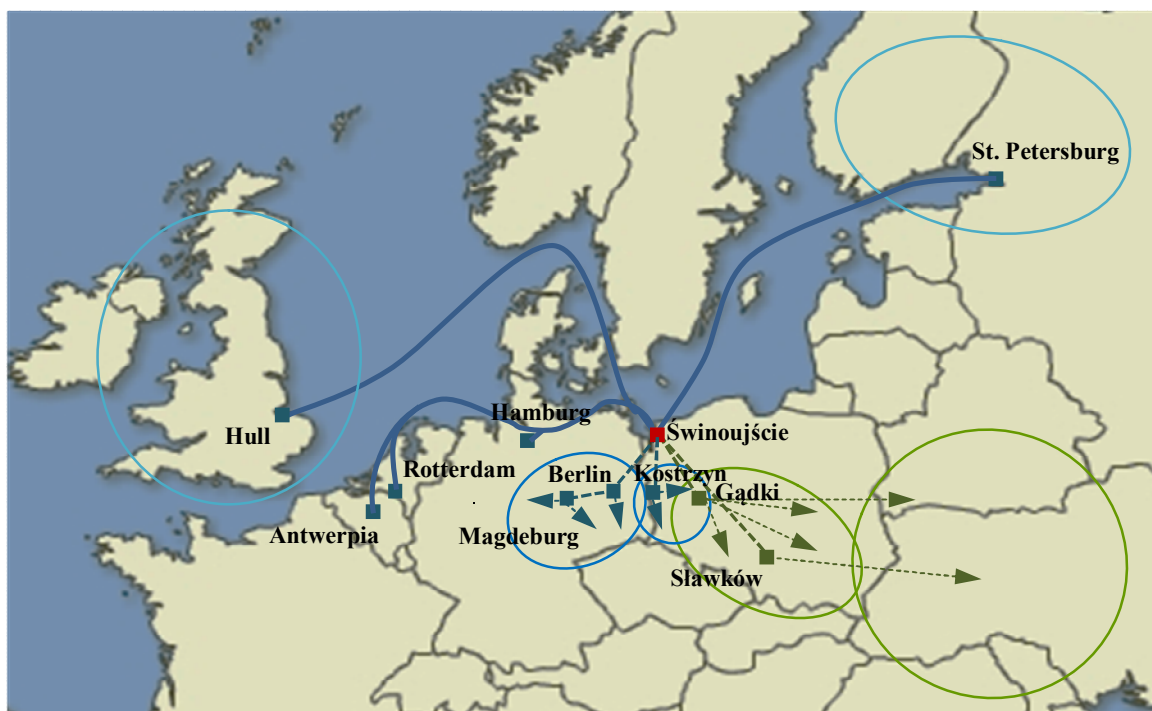 St. Petersburg
Hamburg
Hull
Świnoujście
Rotterdam
Berlin
Kostrzyn
Gądki
Antwerpia
Magdeburg
Sławków